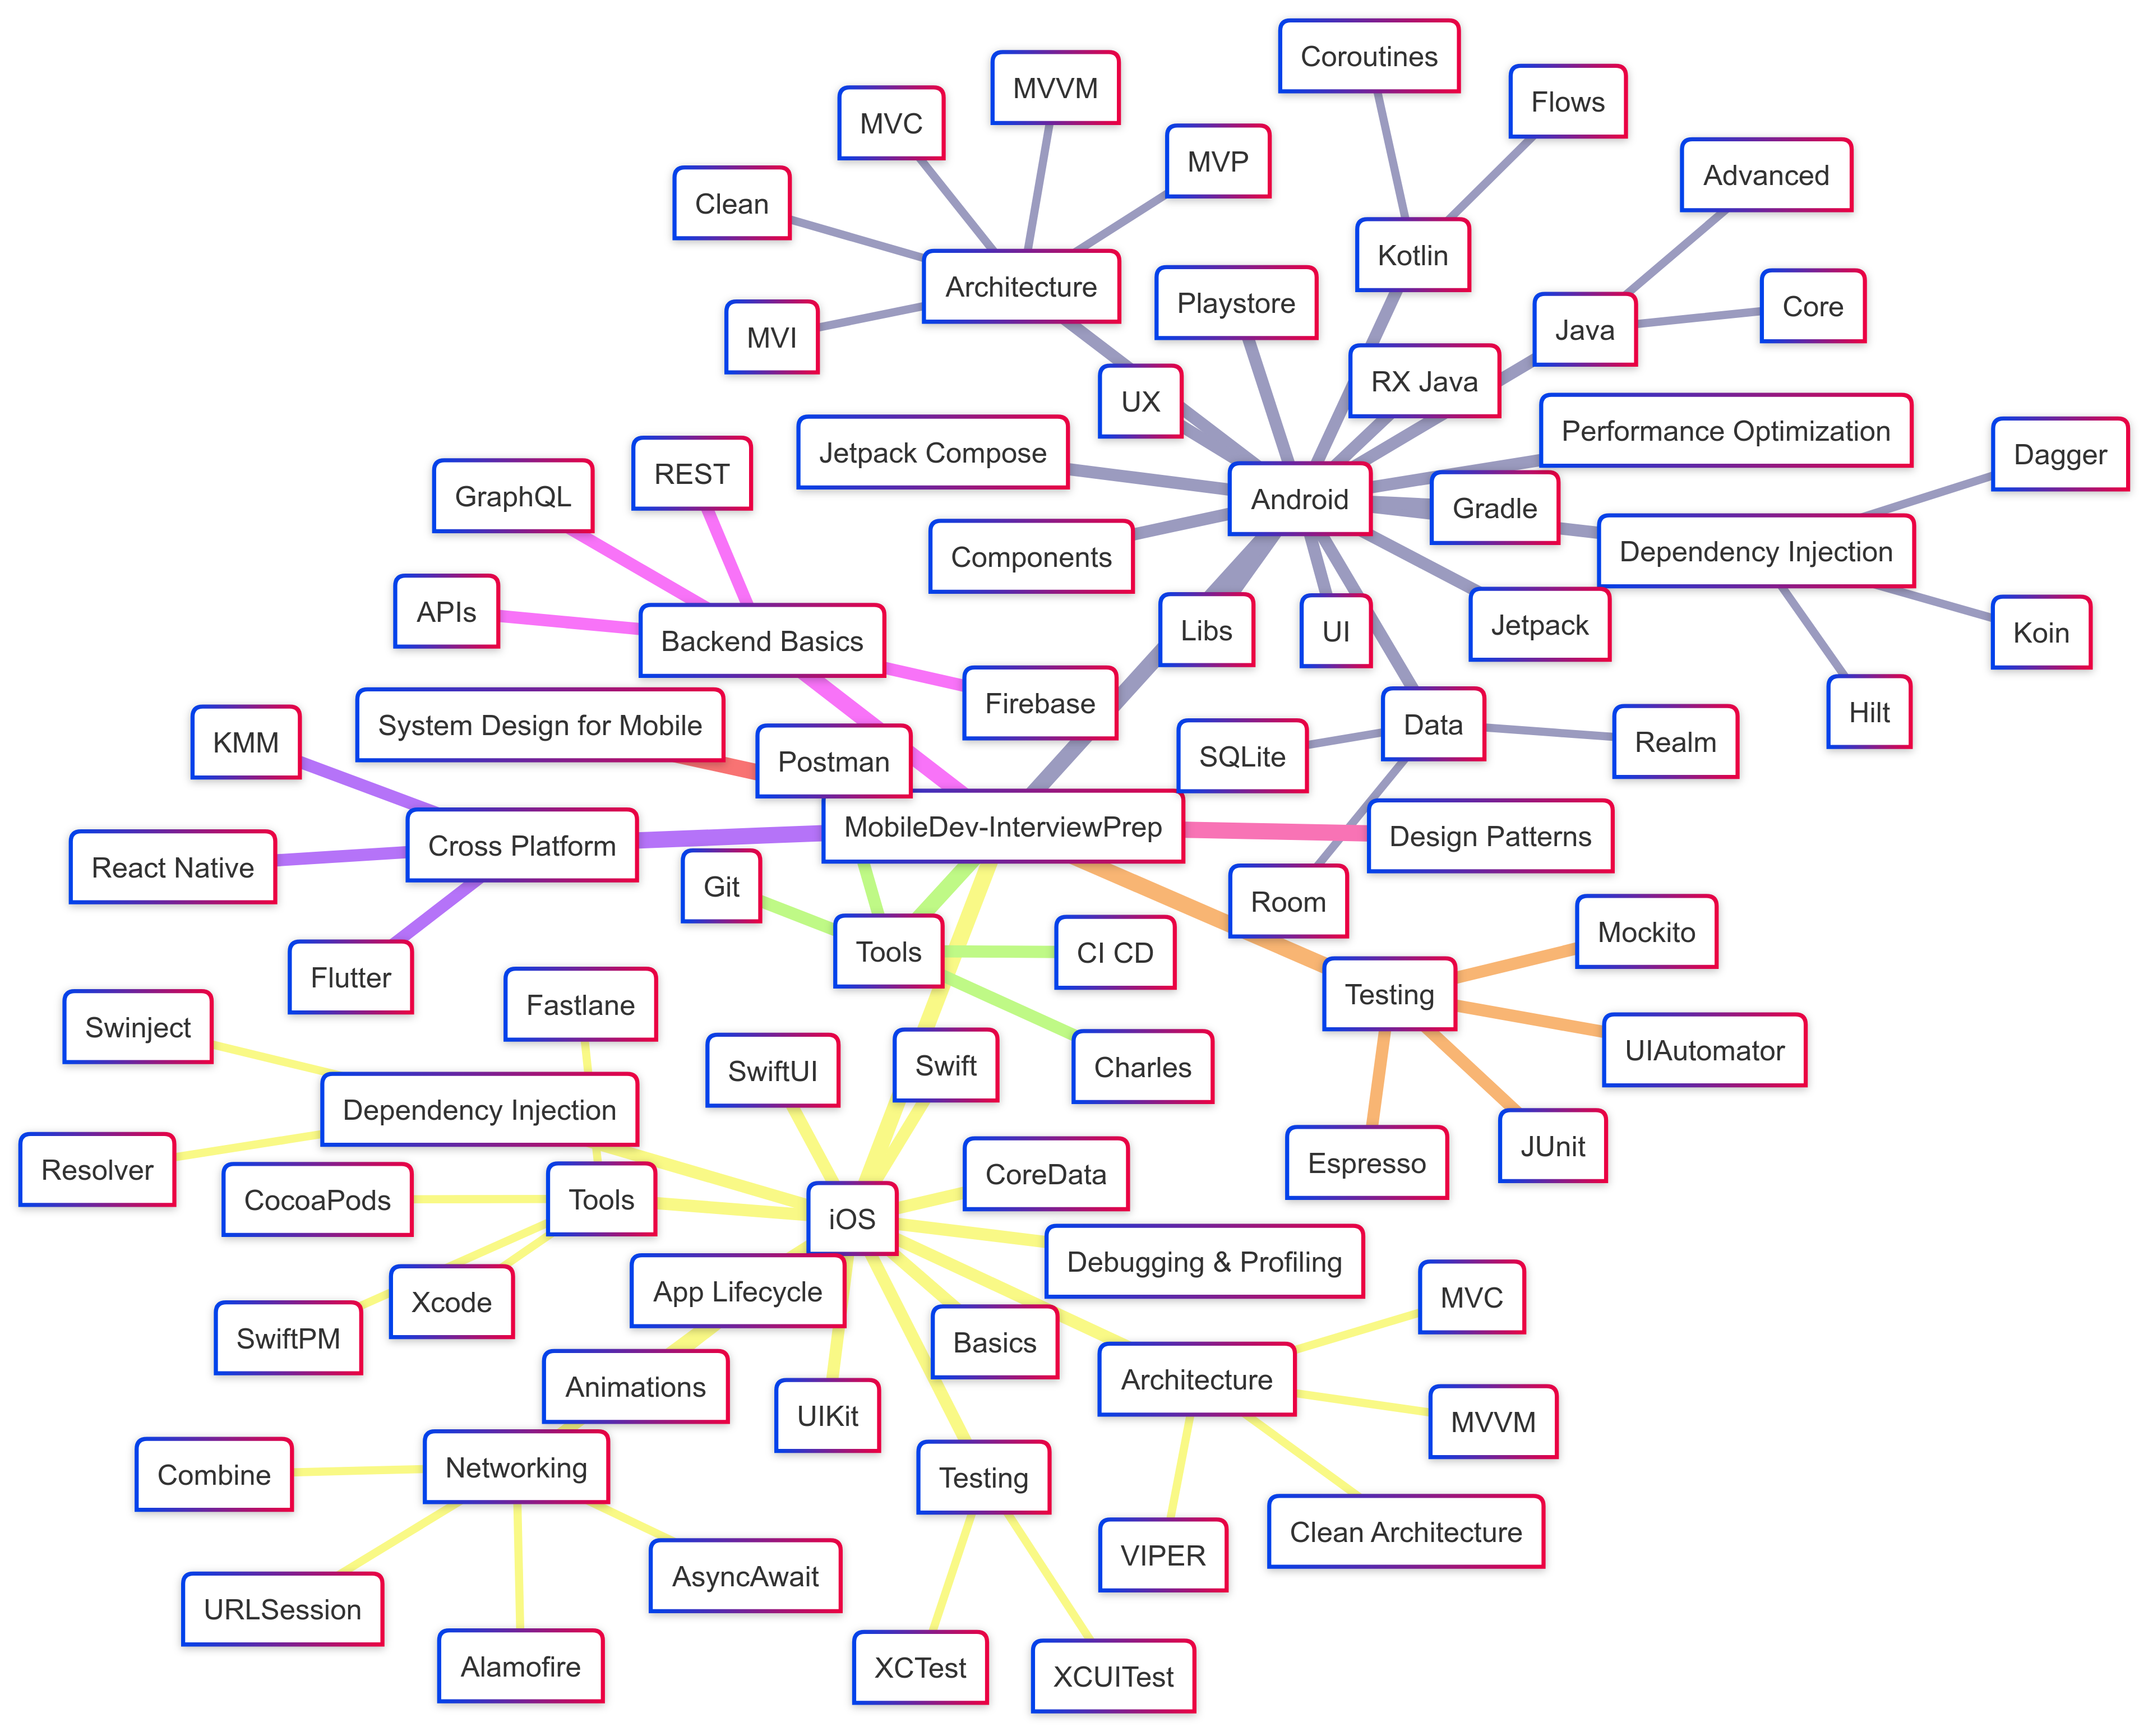 Coroutines
MVVM
Flows
MVC
MVP
Advanced
Clean
Kotlin
Architecture
Playstore
Core
Java
MVI
RX Java
UX
Performance Optimization
Jetpack Compose
Dagger
REST
GraphQL
Android
Gradle
Dependency Injection
Components
APIs
Libs
UI
Jetpack
Koin
Backend Basics
Firebase
Hilt
System Design for Mobile
Data
KMM
Realm
SQLite
Postman
MobileDev-InterviewPrep
Design Patterns
Cross Platform
React Native
Git
Room
Mockito
Tools
CI CD
Flutter
Testing
Fastlane
Swinject
UIAutomator
SwiftUI
Swift
Charles
Dependency Injection
JUnit
Espresso
Resolver
CoreData
CocoaPods
Tools
iOS
Debugging & Profiling
App Lifecycle
MVC
Xcode
SwiftPM
Basics
Architecture
Animations
UIKit
MVVM
Networking
Combine
Testing
Clean Architecture
VIPER
AsyncAwait
URLSession
Alamofire
XCTest
XCUITest